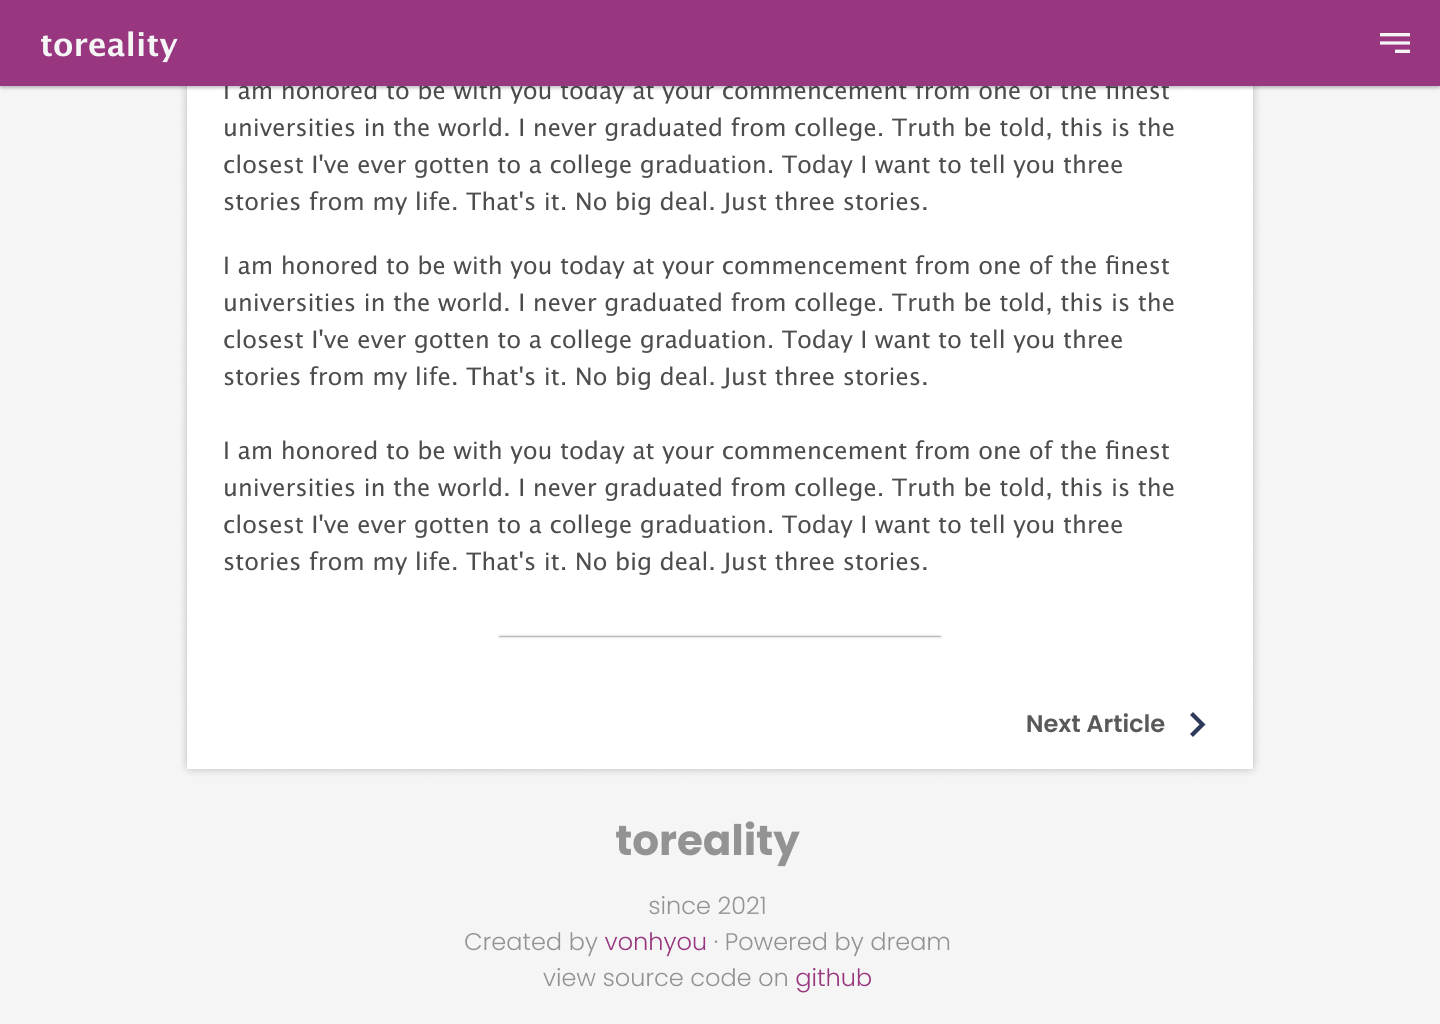 toreality
I am honored to be with you today at your commencement from one of the finest
universities in the world. I never graduated from college. Truth be told, this is the
closest I've ever gotten to a college graduation. Today I want to tell you three
stories from my life. That's it. No big deal. Just three stories.
I am honored to be with you today at your commencement from one of the finest
universities in the world. I never graduated from college. Truth be told, this is the
closest I've ever gotten to a college graduation. Today I want to tell you three
stories from my life. That's it. No big deal. Just three stories.
I am honored to be with you today at your commencement from one of the finest
universities in the world. I never graduated from college. Truth be told, this is the
closest I've ever gotten to a college graduation. Today I want to tell you three
stories from my life. That's it. No big deal. Just three stories.
Next Article
toreality
since 2021
Created by vonhyou · Powered by dream
view source code on github